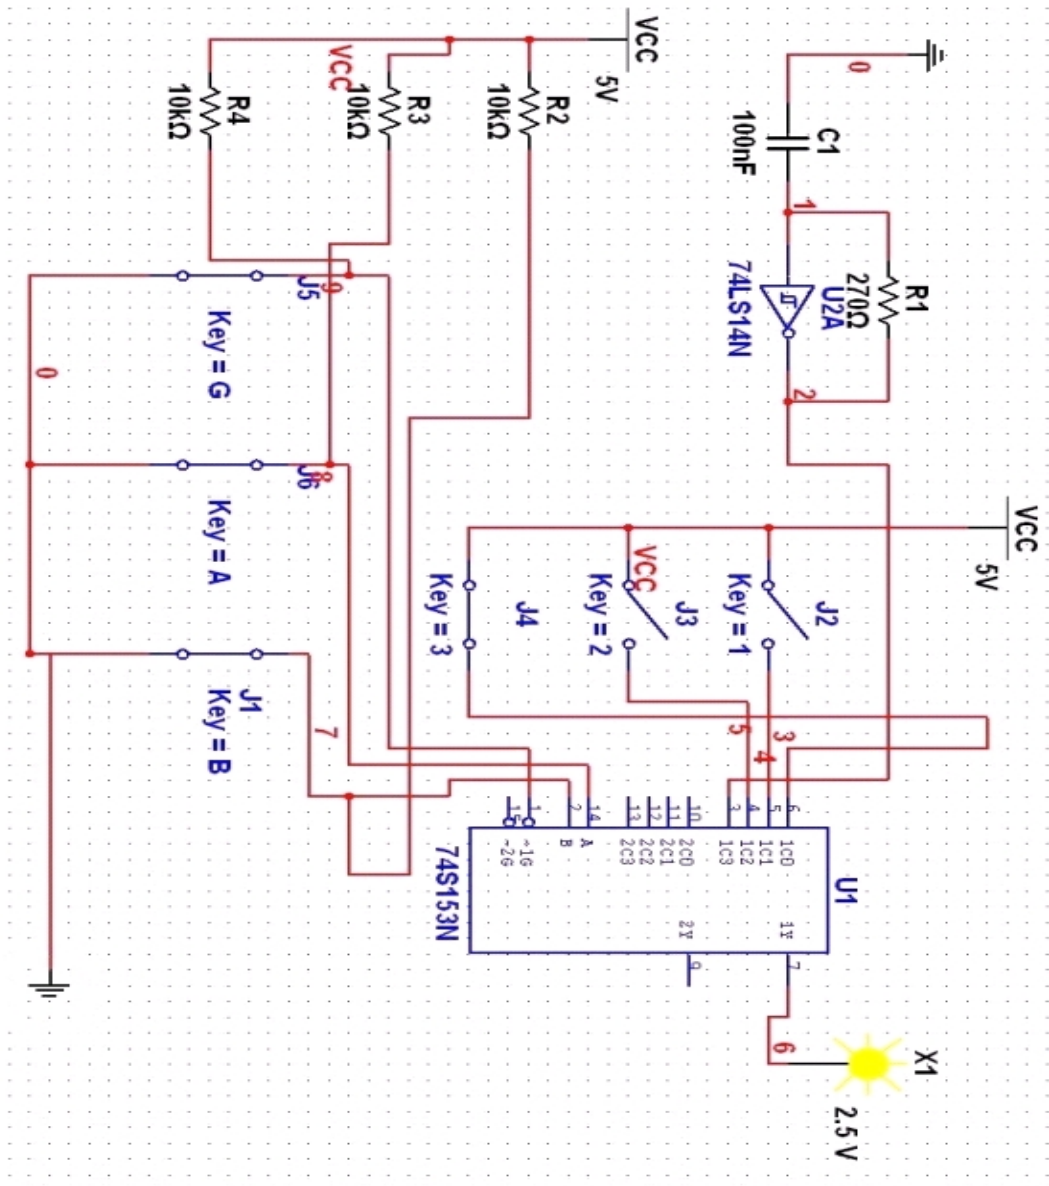 VCC
5V
0
C1
100nF
1
R1
270Ω
U2A
74LS14N
2
VCC
R4
10kΩ
R3
10kΩ
R2
10kΩ
J5
9
Key = G
0
J6
8
Key = A
J1
Key = B
7
VCC
5V
VCC
J2
Key = 1
J3
Key = 2
J4
Key = 3
5
3
4
15
1
2
14
13
12
11
10
3
4
5
6
~2G
~1G
B
A
2C3
2C2
2C1
2C0
1C3
1C2
1C1
1C0
U1
74S153N
2Y
1Y
9
7
6
X1
2.5 V